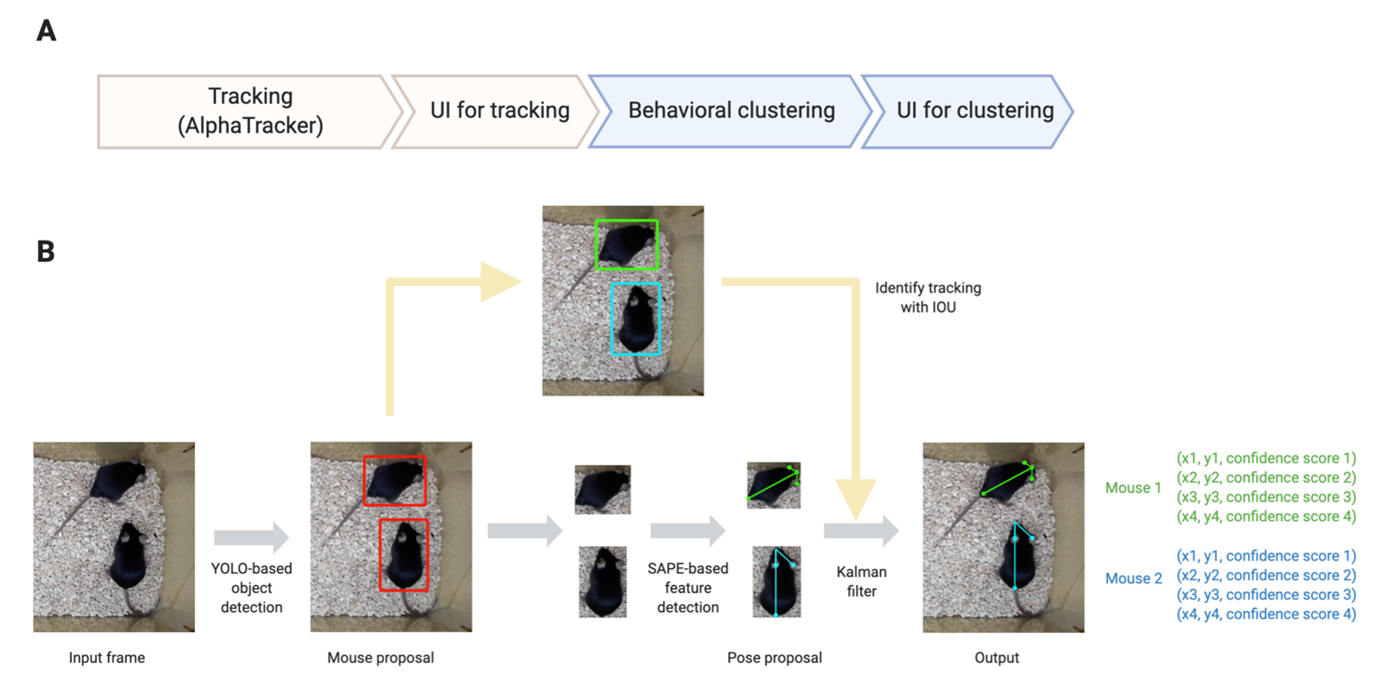 A
Tracking
(AlphaTracker)
UI for tracking
Behavioral clustering
UI for clustering
B
Identify tracking
with IOU
YOLO-based
object
detection
SAPE-based
feature
detection
Kalman
filter
Mouse 1
(x1, y1, confidence score 1)
(x2, y2, confidence score 2)
(x3, y3, confidence score 3)
(x4, y4, confidence score 4)
Mouse 2
(x1, y1, confidence score 1)
(x2, y2, confidence score 2)
(x3, y3, confidence score 3)
(x4, y4, confidence score 4)
Input frame
Mouse proposal
Pose proposal
Output